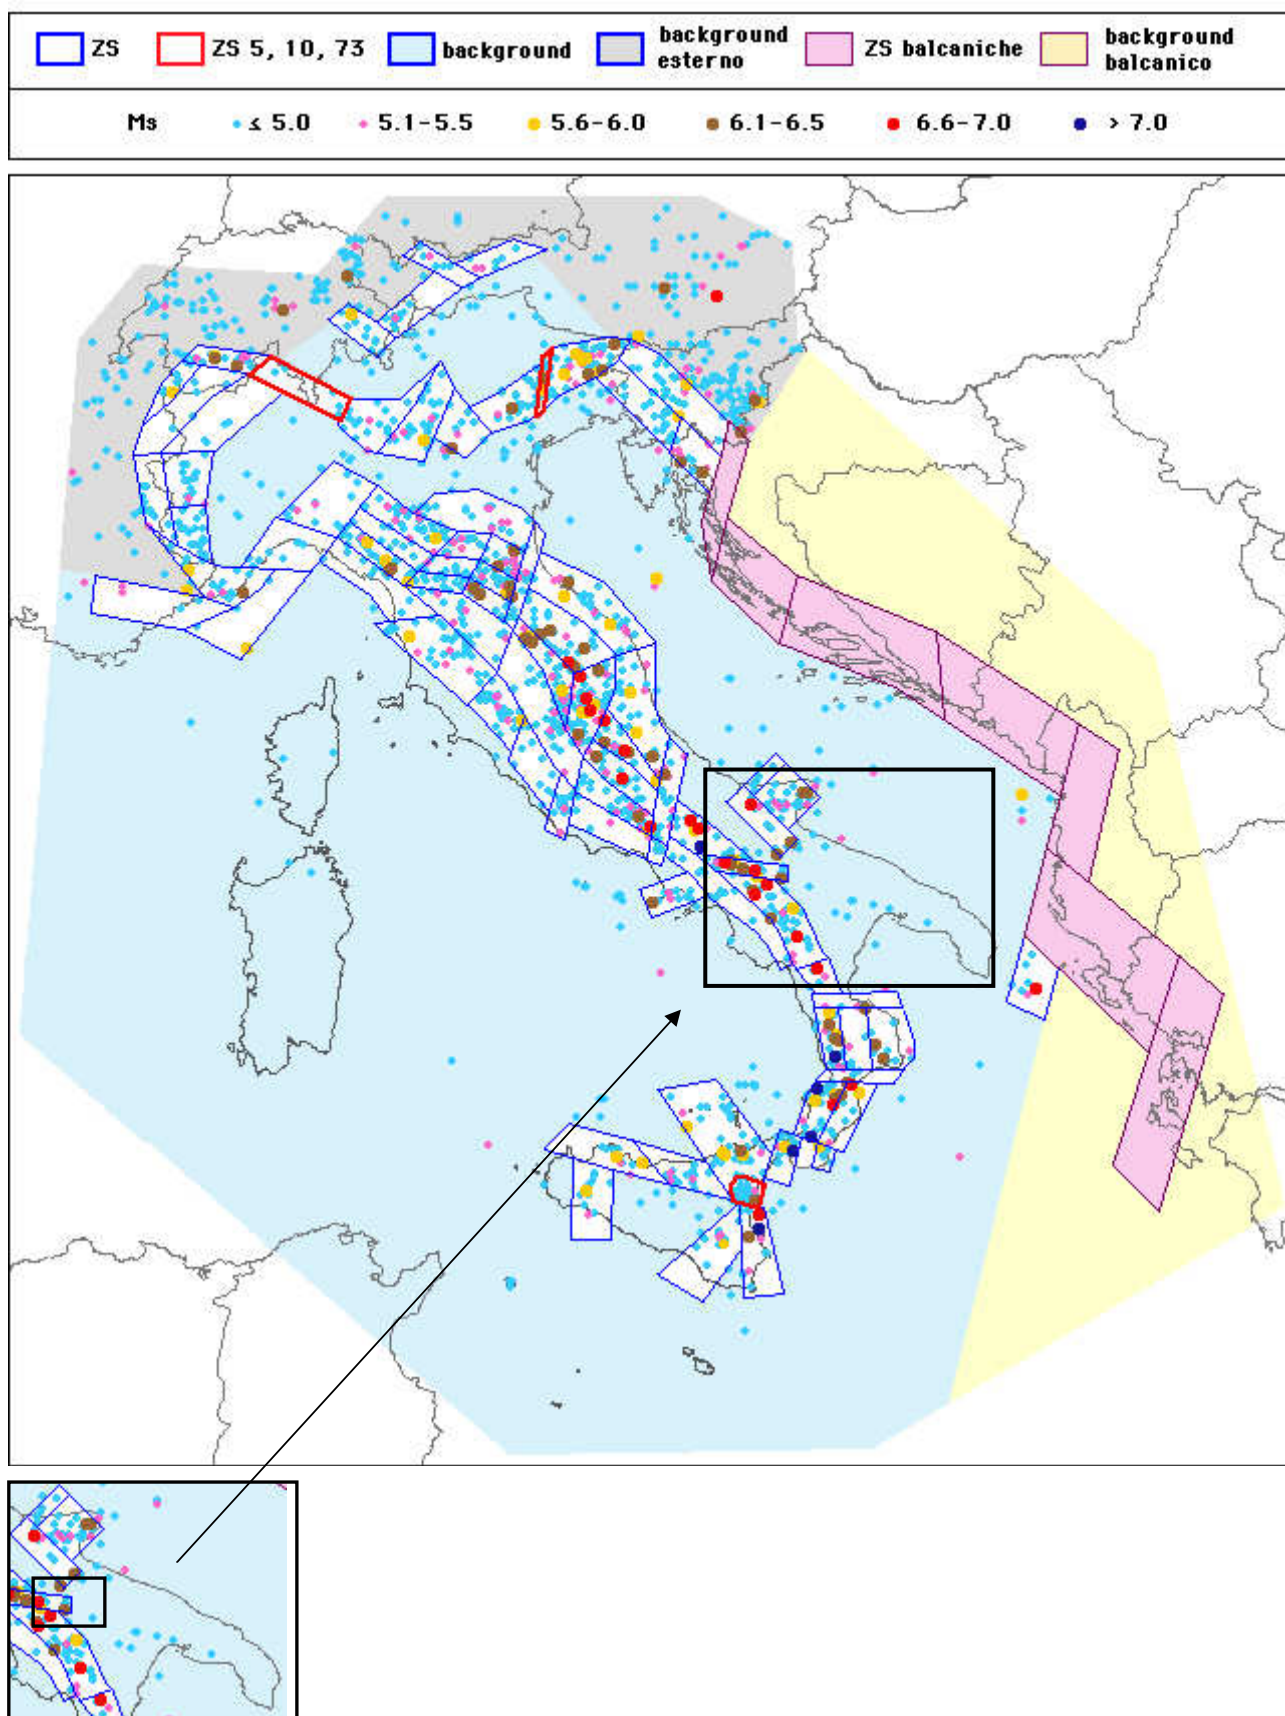 ZS ZS 5, 10, 73 background background esterno ZS balcaniche background balcanico
Ms ≤ 5.0 5.1-5.5 5.6-6.0 6.1-6.5 6.6-7.0 > 7.0